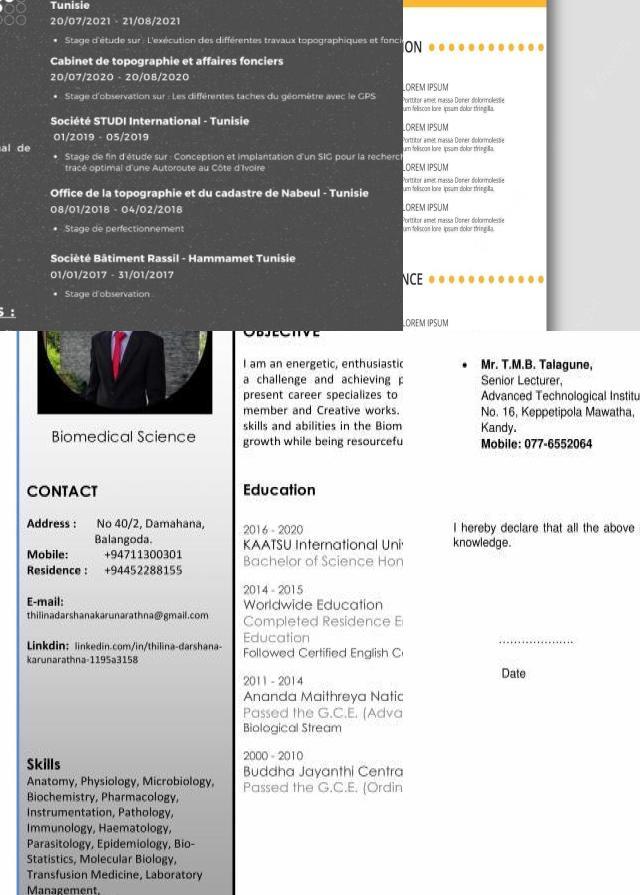 Tunisie
20/07/2021 - 21/08/2021
• Stage d'étude sur : L'exécution des différentes travaux topographiques et fonci
Cabinet de topographie et affaires fonciers
20/07/2020 - 20/08/2020
• Stage d'observation sur : Les différentes taches du géomètre avec le GPS
Société STUDI International - Tunisie
01/2019 - 05/2019
al de
• Stage de fin d'étude sur : Conception et implantation d'un SIG pour la recherch
tracé optimal d'une Autoroute au Côte d'Ivoire
Office de la topographie et du cadastre de Nabeul - Tunisie
08/01/2018 - 04/02/2018
• Stage de perfectionnement
Socièté Bâtiment Rassil - Hammamet Tunisie
01/01/2017 - 31/01/2017
• Stage d'observation
S :
ON
LOREM IPSUM
Porttitor amet massa Doner dolormolestie
um feliscon lore ipsum dolor tfringilla.
LOREM IPSUM
Porttitor amet massa Doner dolormolestie
um feliscon lore ipsum dolor tfringilla.
LOREM IPSUM
Porttitor amet massa Doner dolormolestie
um feliscon lore ipsum dolor tfringilla.
LOREM IPSUM
Porttitor amet massa Doner dolormolestie
um feliscon lore ipsum dolor tfringilla.
NCE
LOREM IPSUM
Biomedical Science
CONTACT
Address : No 40/2, Damahana,
Balangoda.
Mobile: +94711300301
Residence : +94452288155
E-mail:
thilinadarshanakarunarathna@gmail.com
Linkdin: linkedin.com/in/thilina-darshana-
karunarathna-1195a3158
Skills
Anatomy, Physiology, Microbiology,
Biochemistry, Pharmacology,
Instrumentation, Pathology,
Immunology, Haematology,
Parasitology, Epidemiology, Bio-
Statistics, Molecular Biology,
Transfusion Medicine, Laboratory
Management,
OBJECTIVE
I am an energetic, enthusiastic
a challenge and achieving p
present career specializes to
member and Creative works.
skills and abilities in the Biom
growth while being resourcefu
Education
2016 - 2020
KAATSU International Univ
Bachelor of Science Hon
2014 - 2015
Worldwide Education
Completed Residence E
Education
Followed Certified English Co
2011 - 2014
Ananda Maithreya Natio
Passed the G.C.E. (Adva
Biological Stream
2000 - 2010
Buddha Jayanthi Centra
Passed the G.C.E. (Ordin
• Mr. T.M.B. Talagune,
Senior Lecturer,
Advanced Technological Institu
No. 16, Keppetipola Mawatha,
Kandy.
Mobile: 077-6552064
I hereby declare that all the above
knowledge.
...................
Date